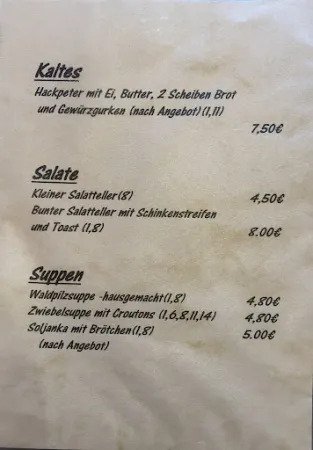 Kaltes
Hackpeter mit Ei, Butter, 2 Scheiben Brot
und Gewürzgurken (nach Angebot)(1,11)
7,50€
Salate
Kleiner Salatteller(8) 4,50€
Bunter Salatteller mit Schinkenstreifen
und Toast (1,8) 8.00€
Suppen
Waldpilzsuppe -hausgemacht(1,8) 4,80€
Zwiebelsuppe mit Croutons (1,6,8,11,14) 4,80€
Soljanka mit Brötchen(1,8) 5.00€
(nach Angebot)